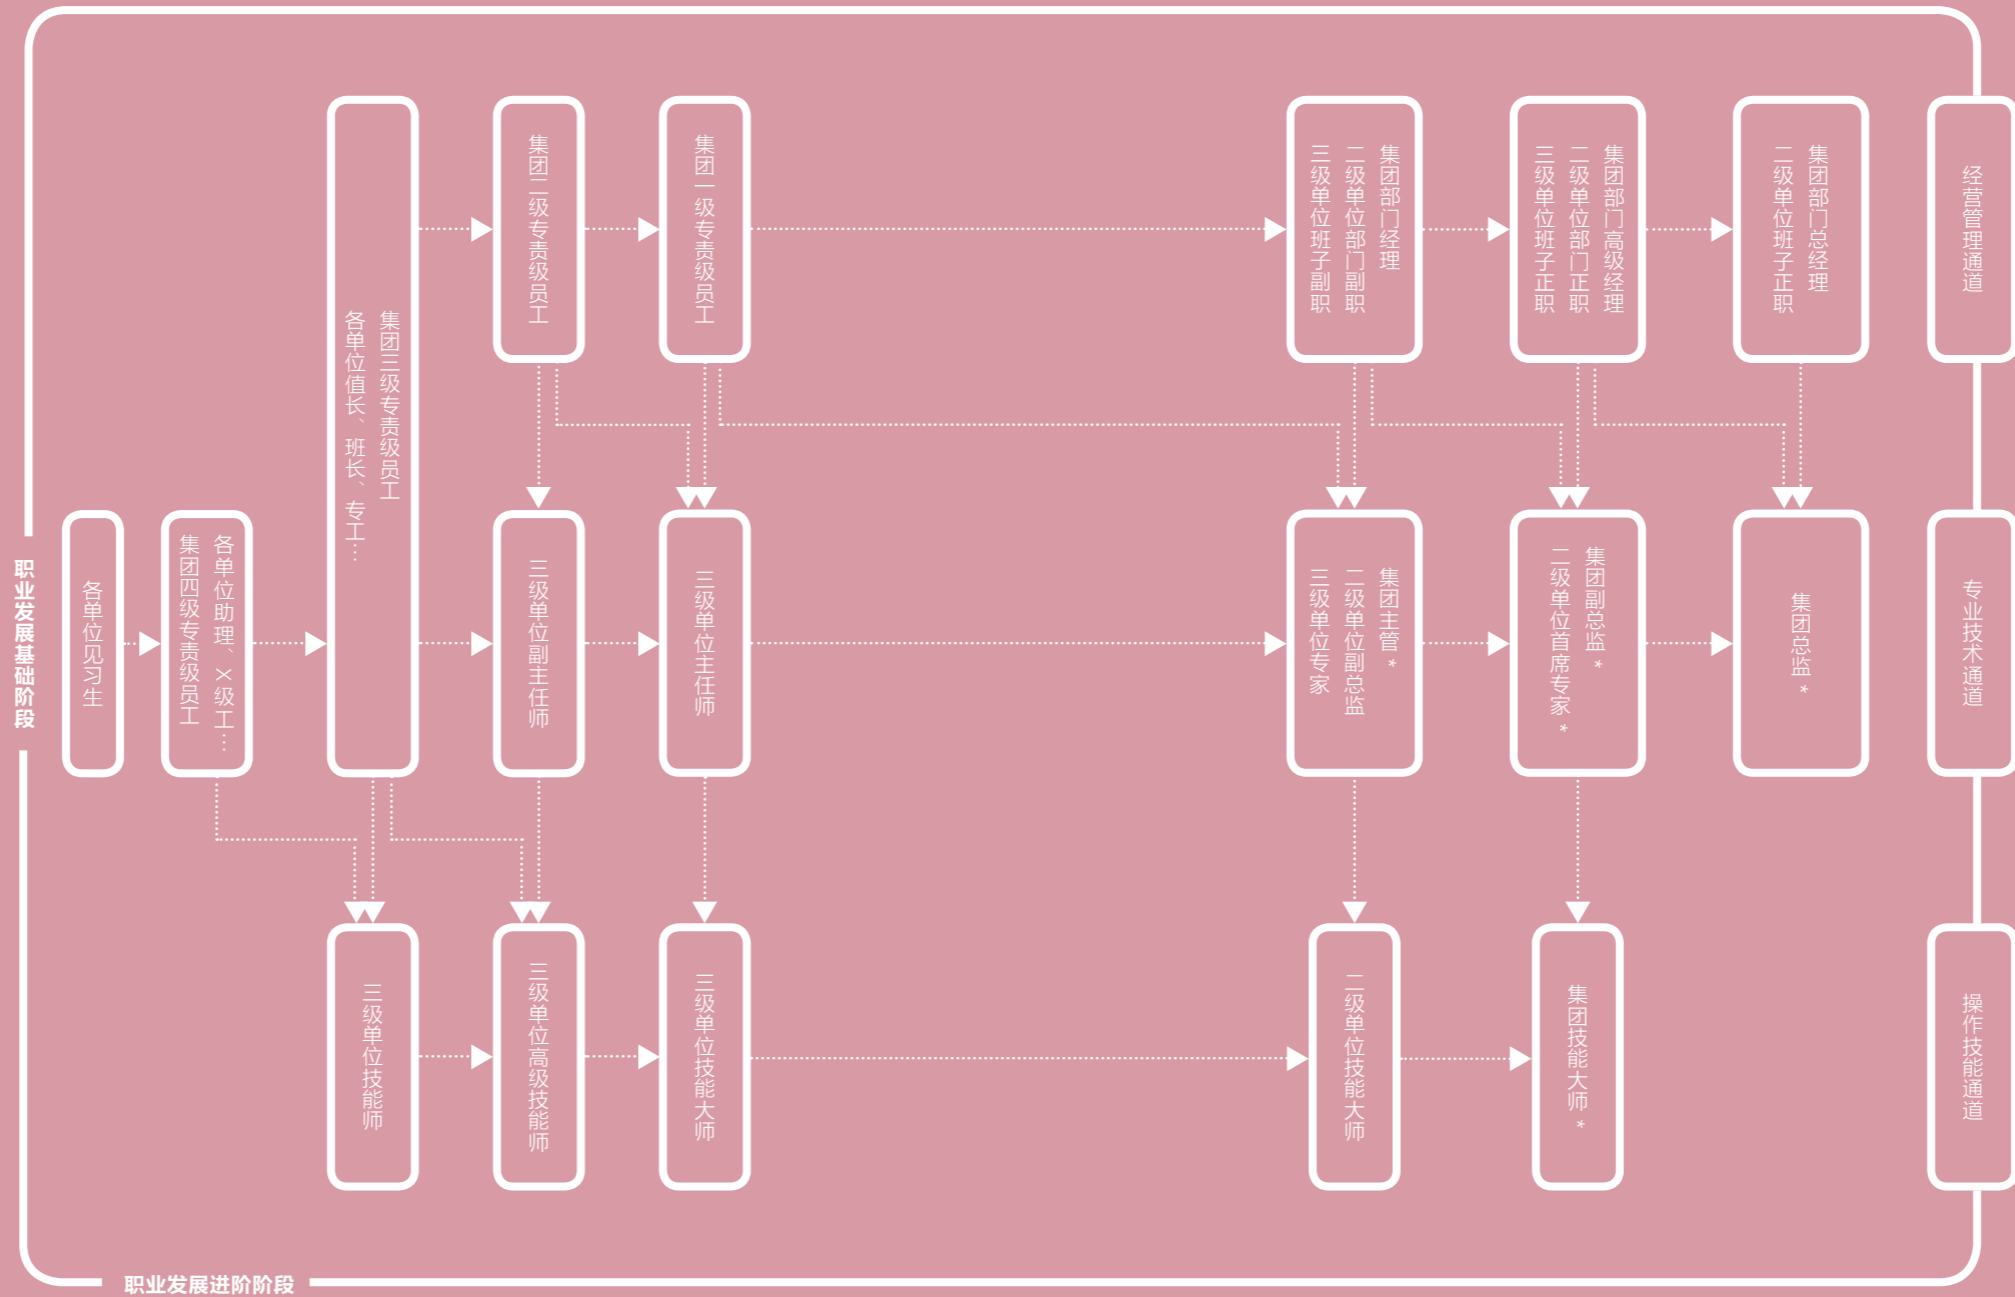 职业发展基础阶段
各单位见习生
各单位助理、X级工…
集团四级专责级员工
集团三级专责级员工
各单位值长、班长、专工…
集团二级专责级员工
集团一级专责级员工
集团部门经理
二级单位部门副职
三级单位班子副职
集团部门高级经理
二级单位部门正职
三级单位班子正职
集团部门总经理
二级单位班子正职
经营管理通道
三级单位副主任师
三级单位主任师
集团主管*
二级单位副总监
三级单位专家
集团副总监*
二级单位首席专家*
集团总监*
专业技术通道
三级单位技能师
三级单位高级技能师
三级单位技能大师
二级单位技能大师
集团技能大师*
操作技能通道
职业发展进阶阶段